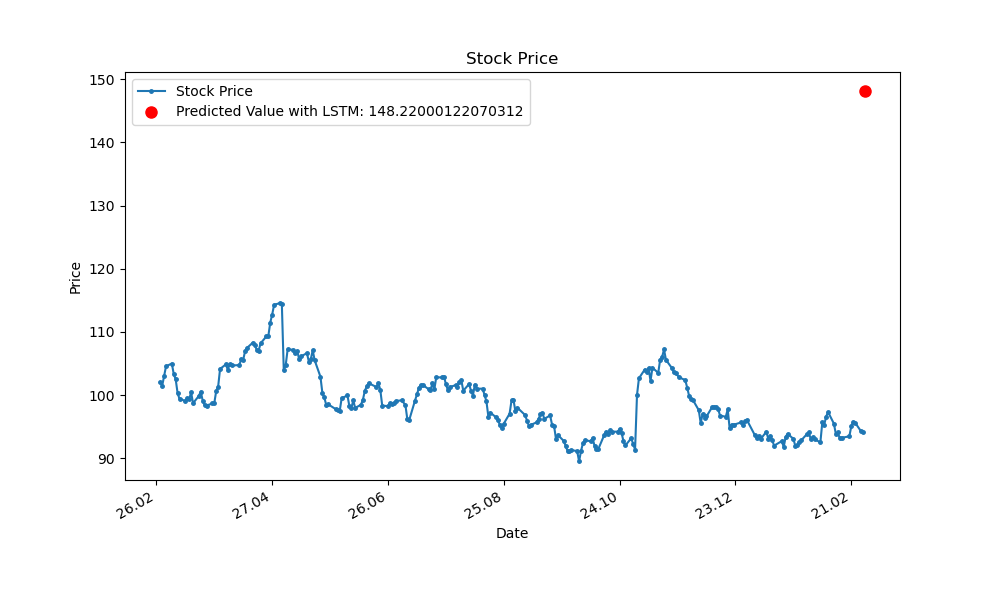 Stock Price
Stock Price
Predicted Value with LSTM: 148.22000122070312
150
140
130
120
110
100
90
Price
26.02
27.04
26.06
25.08
24.10
23.12
21.02
Date